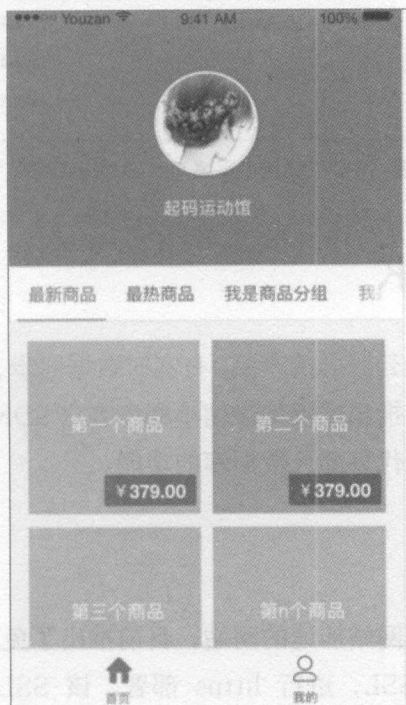 Youzan 9:41 AM 100%
起码运动馆
最新商品 最热商品 我是商品分组 我
第一个商品 第二个商品
¥379.00 ¥379.00
第三个商品 第n个商品
首页 我的